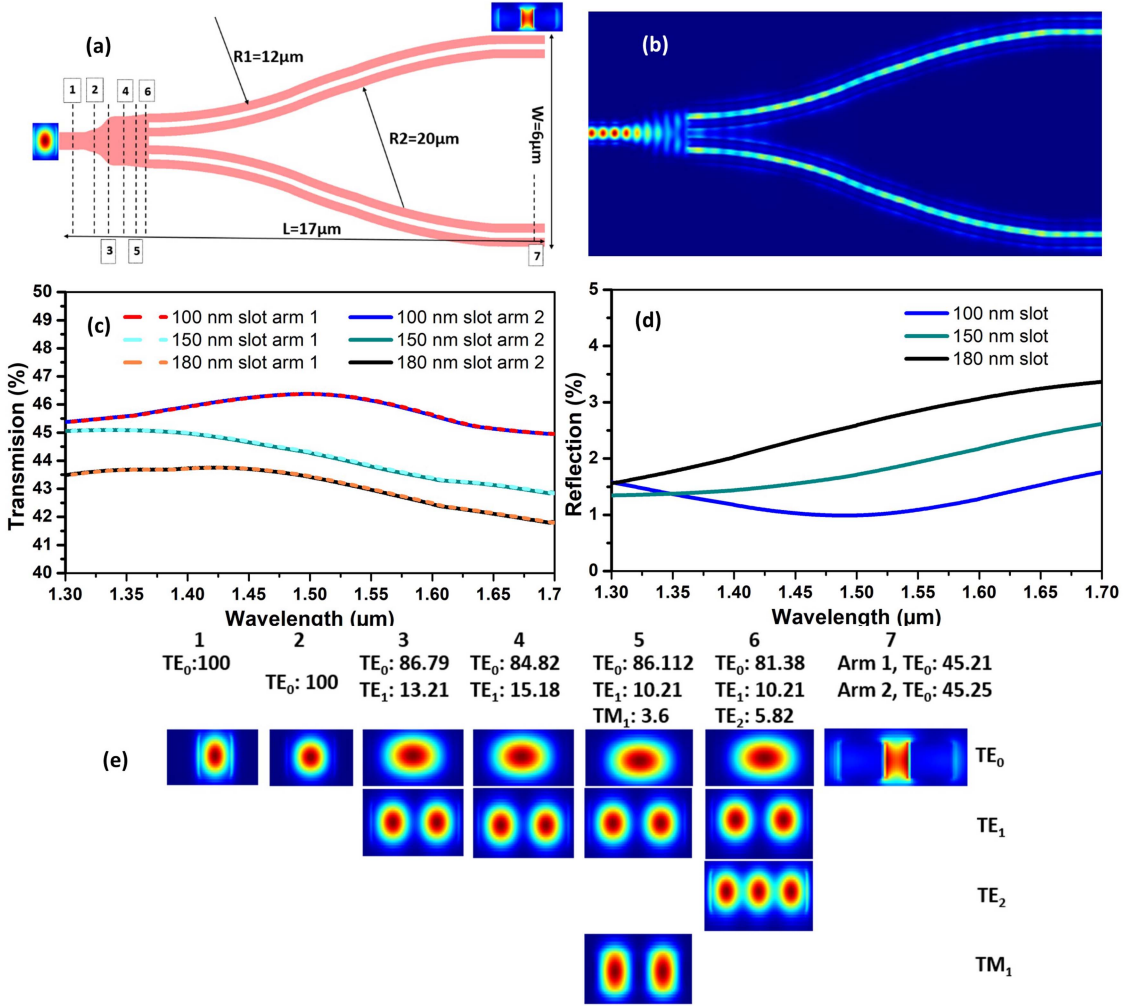 (a)
R1=12µm
1
2
4
6
R2=20µm
W=6µm
L=17µm
3
5
7
(b)
50
49
48
47
46
45
44
43
42
41
40
Transmision (%)
(c)
100 nm slot arm 1
100 nm slot arm 2
150 nm slot arm 1
150 nm slot arm 2
180 nm slot arm 1
180 nm slot arm 2
1.30 1.35 1.40 1.45 1.50 1.55 1.60 1.65 1.7
Wavelength (µm)
5
4
3
2
1
0
Reflection (%)
(d)
100 nm slot
150 nm slot
180 nm slot
1.30 1.35 1.40 1.45 1.50 1.55 1.60 1.65 1.70
Wavelength (µm)
1 2 3 4 5 6 7
TE₀:100
TE₀: 100
TE₀: 86.79
TE₁: 13.21
TE₀: 84.82
TE₁: 15.18
TE₀: 86.112
TE₁: 10.21
TM₁: 3.6
TE₀: 81.38
TE₁: 10.21
TE₂: 5.82
Arm 1, TE₀: 45.21
Arm 2, TE₀: 45.25
(e)
TE₀
TE₁
TE₂
TM₁